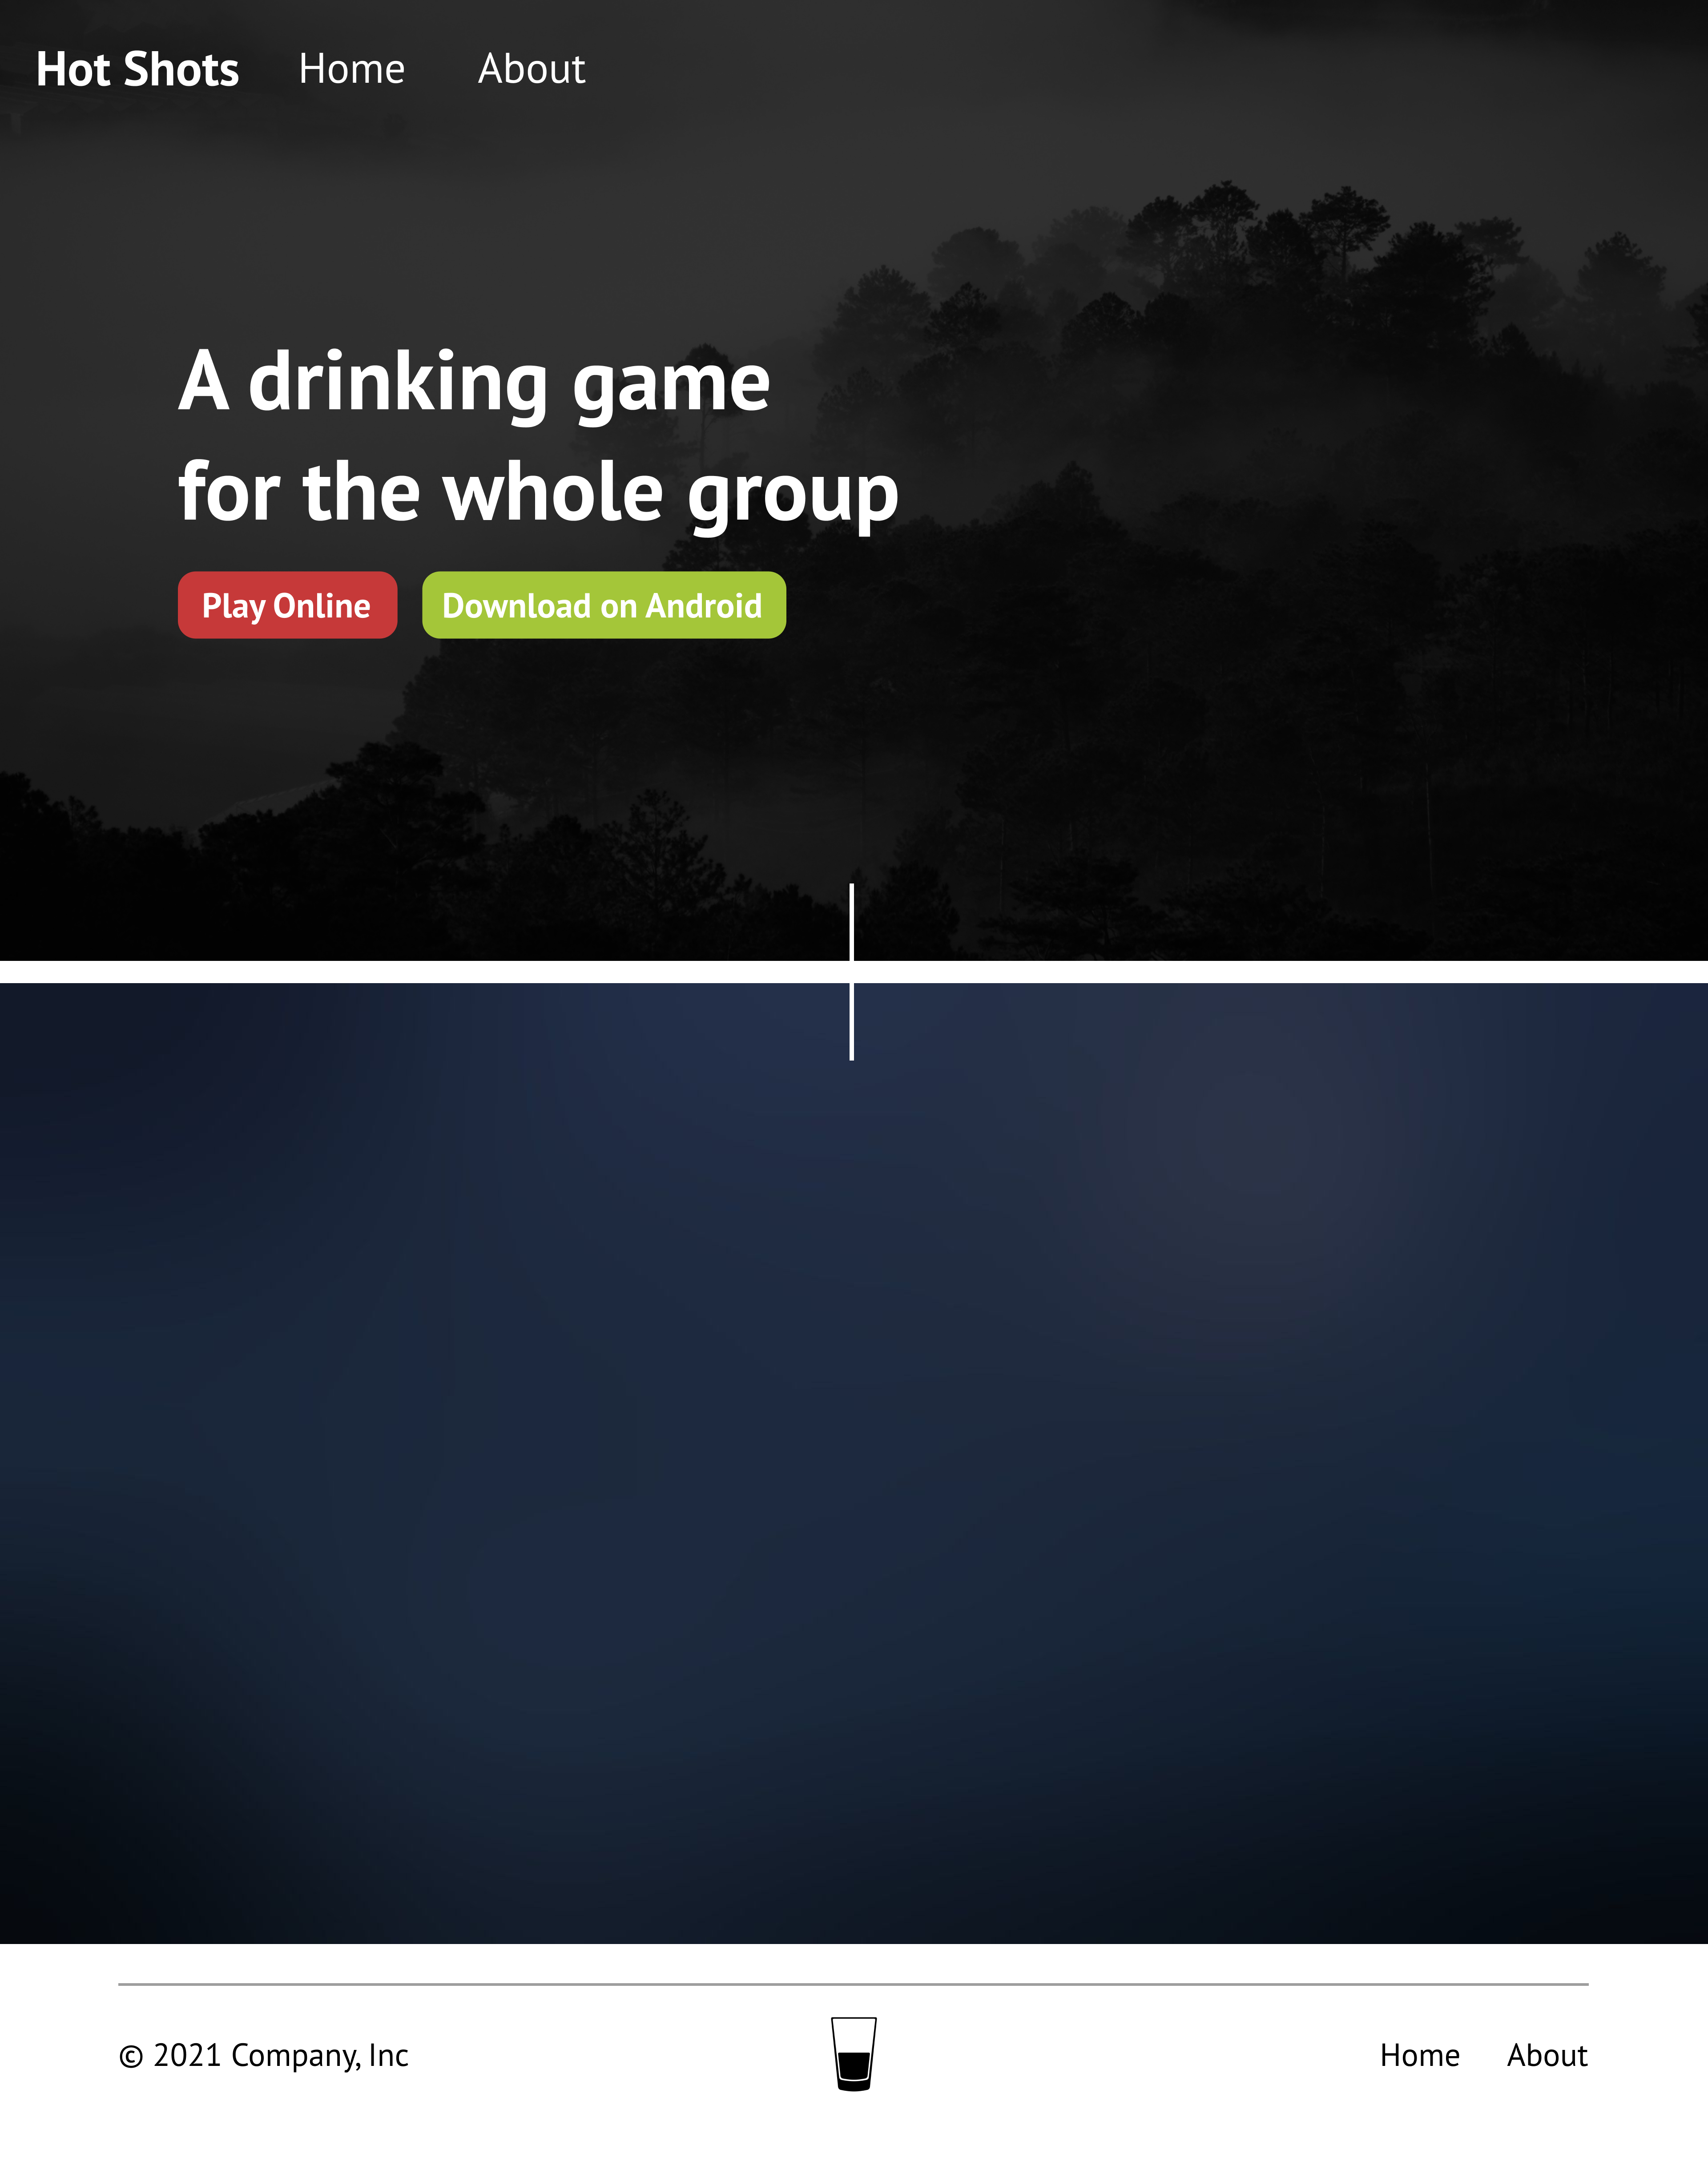 Hot Shots Home About
A drinking game
for the whole group
Play Online Download on Android
© 2021 Company, Inc Home About